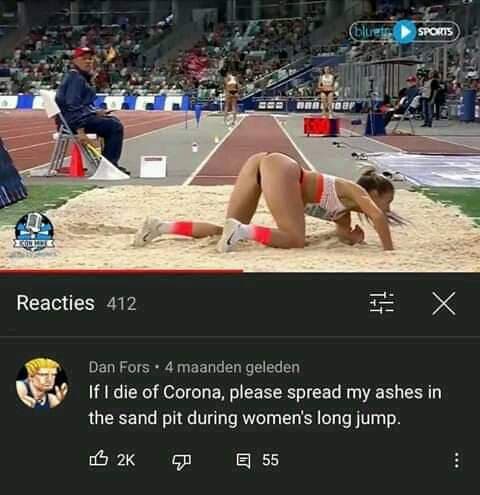 SPORTS
Reacties 412
Dan Fors • 4 maanden geleden
If I die of Corona, please spread my ashes in
the sand pit during women's long jump.
2K 55